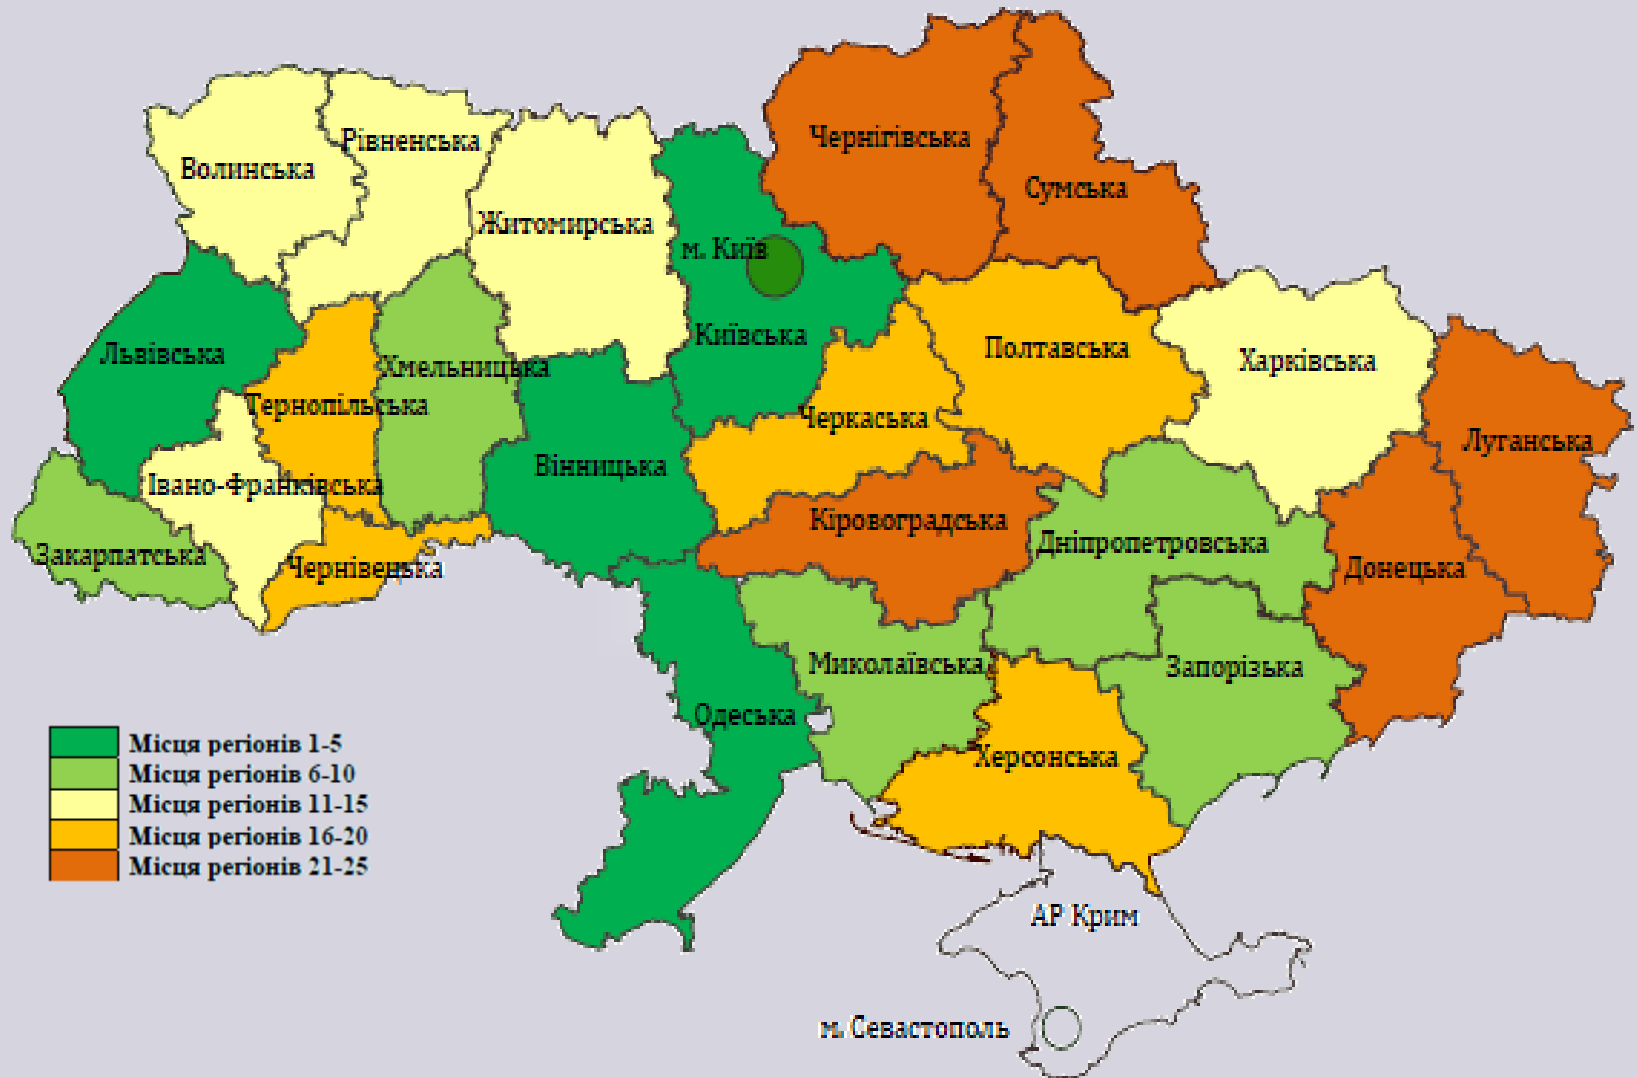 Чернігівська
Рівненська
Волинська
Сумська
Житомирська
м. Київ
Київська
Львівська
Полтавська
Харківська
Хмельницька
Тернопільська
Черкаська
Луганська
Вінницька
Івано-Франківська
Кіровоградська
Дніпропетровська
Закарпатська
Чернівецька
Донецька
Миколаївська
Запорізька
Одеська
Херсонська
Місця регіонів 1-5
Місця регіонів 6-10
Місця регіонів 11-15
Місця регіонів 16-20
Місця регіонів 21-25
АР Крим
м. Севастополь